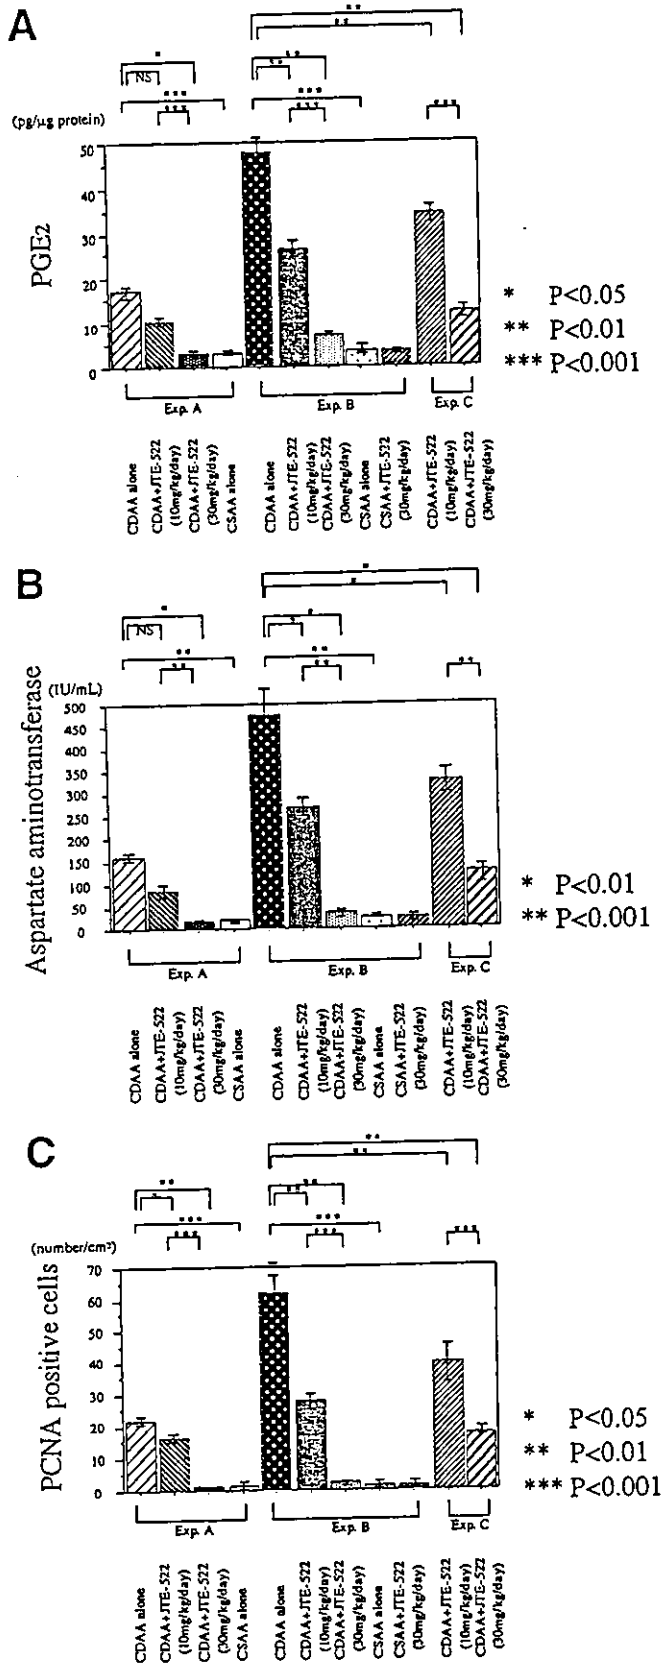 A
**
**
*
NS
**
**
***
***
***
***
***
(pg/μg protein)
PGE2
50
40
30
20
10
0
* P<0.05
** P<0.01
*** P<0.001
Exp. A
Exp. B
Exp. C
CDAA alone
CDAA+JTE-522
(10mg/kg/day)
CDAA+JTE-522
(30mg/kg/day)
CSAA alone
CDAA alone
CDAA+JTE-522
(10mg/kg/day)
CDAA+JTE-522
(30mg/kg/day)
CSAA alone
CSAA+JTE-522
(30mg/kg/day)
CDAA+JTE-522
(10mg/kg/day)
CDAA+JTE-522
(30mg/kg/day)
B
*
*
*
NS
*
*
**
**
**
**
**
(IU/mL)
Aspartate aminotransferase
500
450
400
350
300
250
200
150
100
50
0
* P<0.01
** P<0.001
Exp. A
Exp. B
Exp. C
CDAA alone
CDAA+JTE-522
(10mg/kg/day)
CDAA+JTE-522
(30mg/kg/day)
CSAA alone
CDAA alone
CDAA+JTE-522
(10mg/kg/day)
CDAA+JTE-522
(30mg/kg/day)
CSAA alone
CSAA+JTE-522
(30mg/kg/day)
CDAA+JTE-522
(10mg/kg/day)
CDAA+JTE-522
(30mg/kg/day)
C
**
**
**
*
**
**
***
***
***
***
***
(number/cm²)
PCNA positive cells
70
60
50
40
30
20
10
0
* P<0.05
** P<0.01
*** P<0.001
Exp. A
Exp. B
Exp. C
CDAA alone
CDAA+JTE-522
(10mg/kg/day)
CDAA+JTE-522
(30mg/kg/day)
CSAA alone
CDAA alone
CDAA+JTE-522
(10mg/kg/day)
CDAA+JTE-522
(30mg/kg/day)
CSAA alone
CSAA+JTE-522
(30mg/kg/day)
CDAA+JTE-522
(10mg/kg/day)
CDAA+JTE-522
(30mg/kg/day)